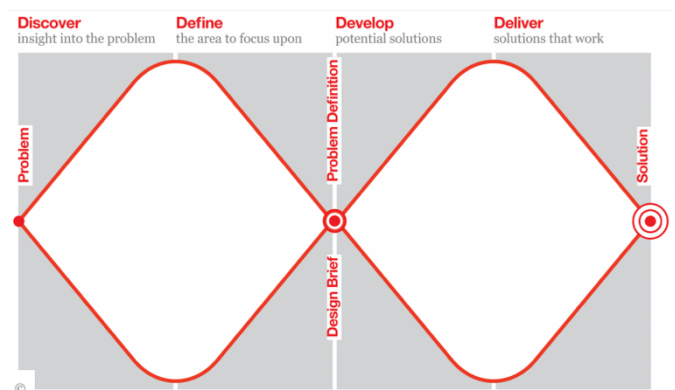 Discover
insight into the problem
Define
the area to focus upon
Develop
potential solutions
Deliver
solutions that work
Problem
Problem Definition
Design Brief
Solution
©